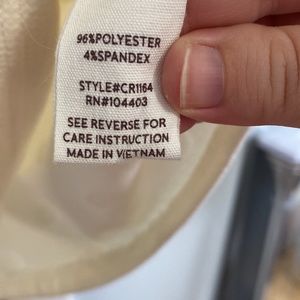 96%POLYESTER
4%SPANDEX
STYLE#CR1164
RN#104403
SEE REVERSE FOR
CARE INSTRUCTION
MADE IN VIETNAM